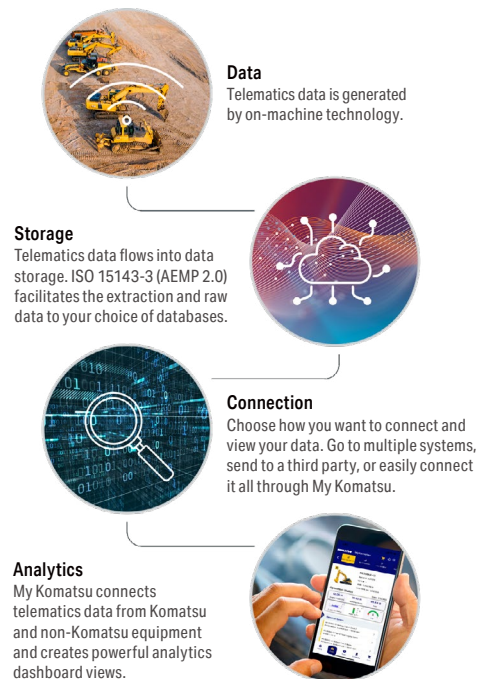 Data
Telematics data is generated
by on-machine technology.
Storage
Telematics data flows into data
storage. ISO 15143-3 (AEMP 2.0)
facilitates the extraction and raw
data to your choice of databases.
Connection
Choose how you want to connect and
view your data. Go to multiple systems,
send to a third party, or easily connect
it all through My Komatsu.
Analytics
My Komatsu connects
telematics data from Komatsu
and non-Komatsu equipment
and creates powerful analytics
dashboard views.